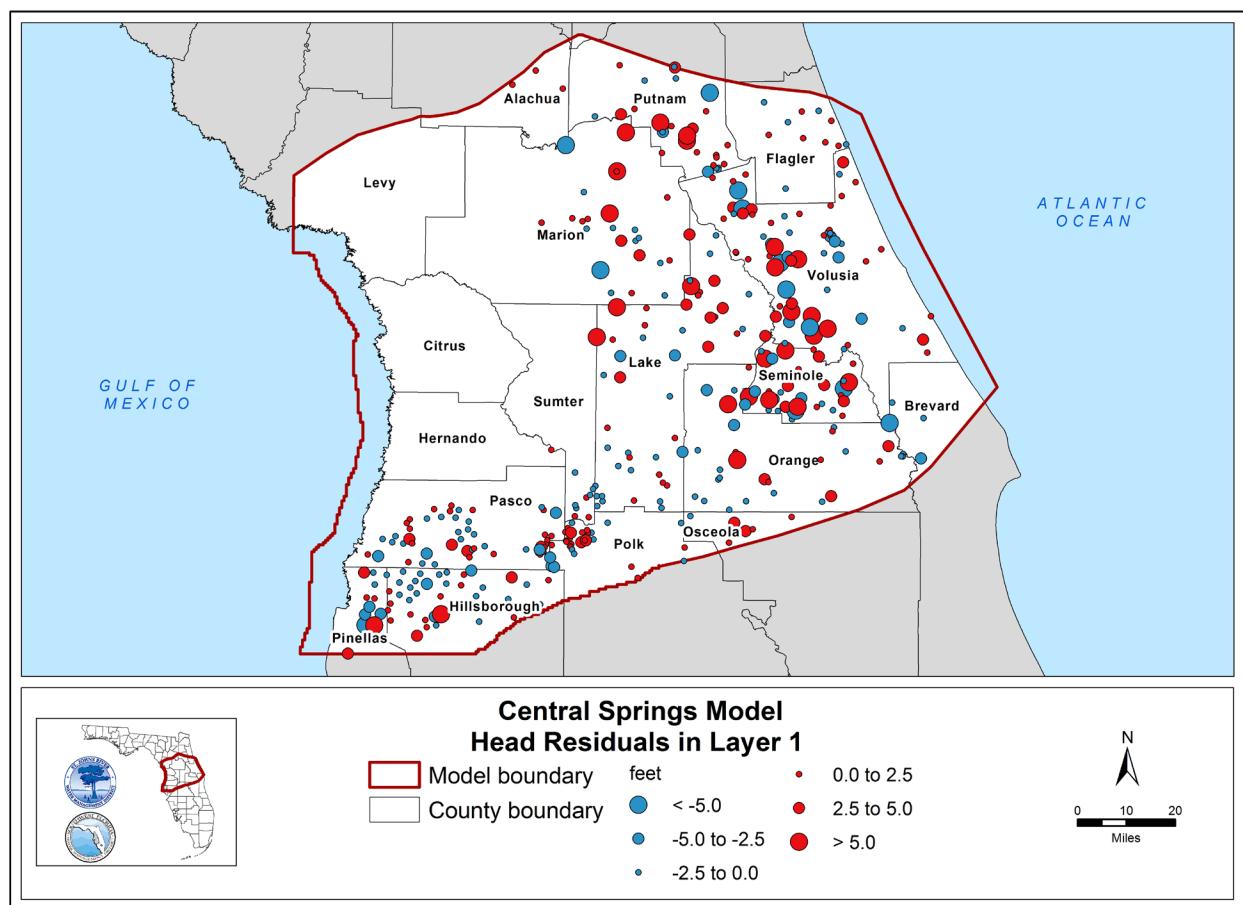 Alachua
Putnam
Flagler
Levy
Marion
ATLANTIC
OCEAN
Volusia
Citrus
Lake
GULF OF
MEXICO
Seminole
Sumter
Brevard
Hernando
Orange
Pasco
Osceola
Polk
Hillsborough
Pinellas
Central Springs Model
Head Residuals in Layer 1
Model boundary
County boundary
feet
< -5.0
-5.0 to -2.5
-2.5 to 0.0
0.0 to 2.5
2.5 to 5.0
> 5.0
N
0 10 20
Miles